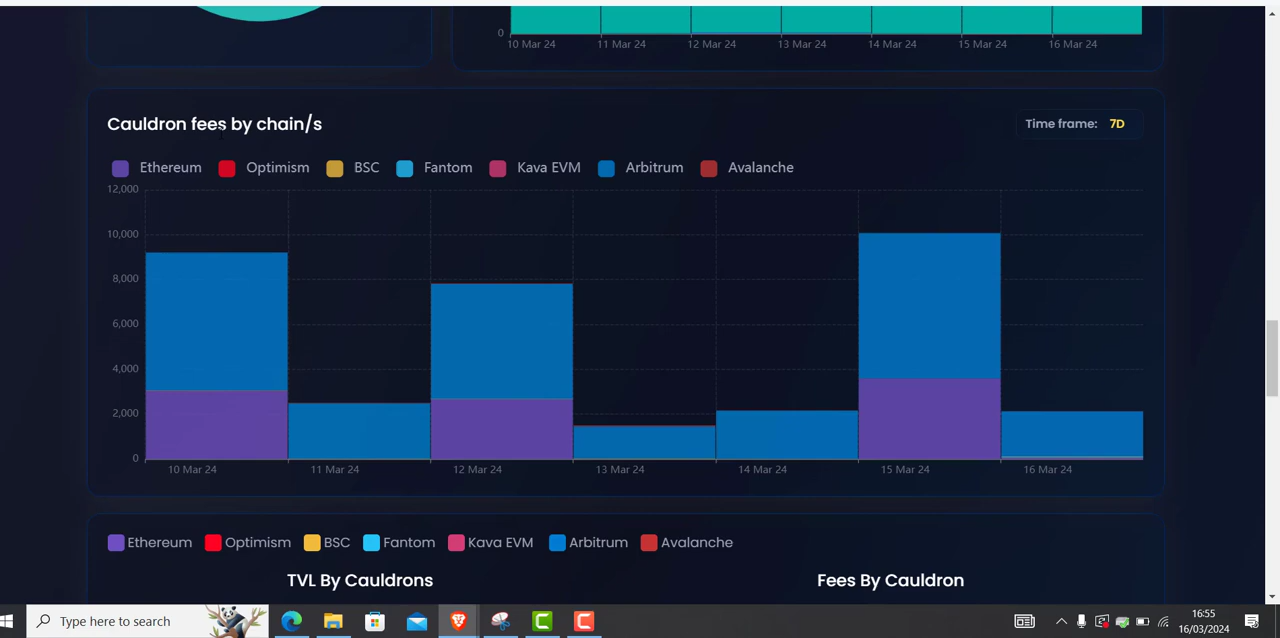 0
10 Mar 24 11 Mar 24 12 Mar 24 13 Mar 24 14 Mar 24 15 Mar 24 16 Mar 24
Cauldron fees by chain/s
Time frame: 7D
Ethereum Optimism BSC Fantom Kava EVM Arbitrum Avalanche
12,000
10,000
8,000
6,000
4,000
2,000
0
10 Mar 24 11 Mar 24 12 Mar 24 13 Mar 24 14 Mar 24 15 Mar 24 16 Mar 24
Ethereum Optimism BSC Fantom Kava EVM Arbitrum Avalanche
TVL By Cauldrons
Fees By Cauldron
Type here to search
16:55
16/03/2024